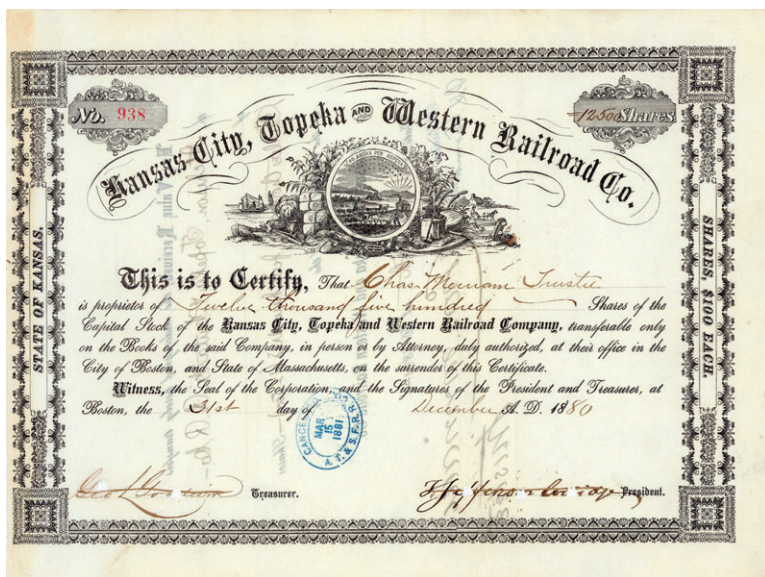 No. 938
12500 Shares
Kansas City, Topeka AND Western Railroad Co.
AD ASTRA PER ASPERA
This is to Certify, That Chas Merriam Trustee
is proprietor of Twelve thousand five hundred Shares of the
Capital Stock of the Kansas City, Topeka and Western Railroad Company, transferable only
on the Books of the said Company, in person or by Attorney, duly authorized, at their office in the
City of Boston, and State of Massachusetts, on the surrender of this Certificate.
Witness, the Seal of the Corporation, and the Signatures of the President and Treasurer, at
Boston, the 31st day of December A. D. 1880
CANCELLED
MAR
15
1881
A. T. & S. F. R. R.
Treasurer.
T. Jefferson Coolidge President.
STATE OF KANSAS.
SHARES, $100 EACH.